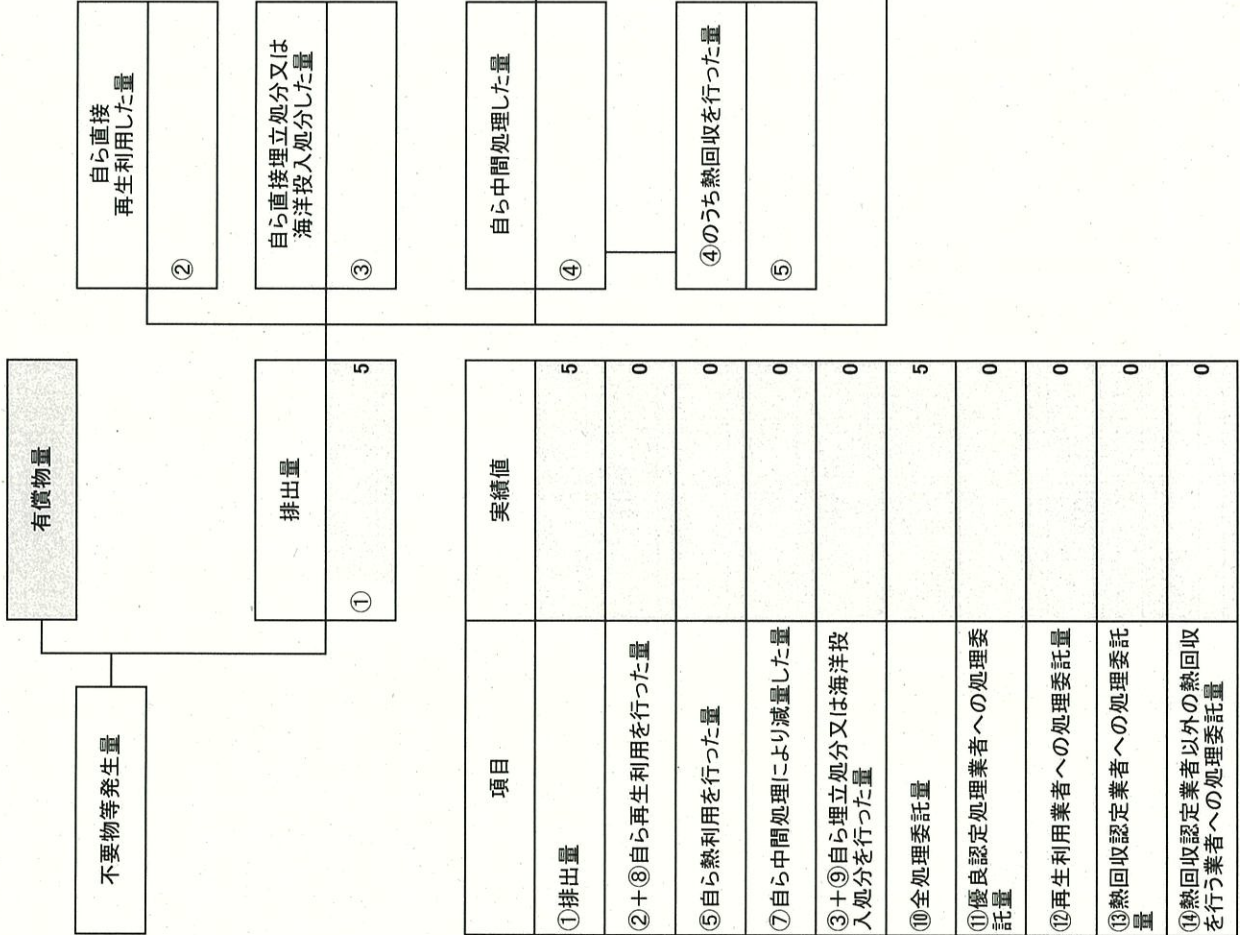 不要物等発生量
有償物量
排出量
① 5
自ら直接
再生利用した量
②
自ら直接埋立処分又は
海洋投入処分した量
③
自ら中間処理した量
④
④のうち熱回収を行った量
⑤
項目 実績値
①排出量 5
②+⑧自ら再生利用を行った量 0
⑤自ら熱利用を行った量 0
⑦自ら中間処理により減量した量 0
③+⑨自ら埋立処分又は海洋投
入処分を行った量 0
⑩全処理委託量 5
⑪優良認定処理業者への処理委
託量 0
⑫再生利用業者への処理委託量 0
⑬熱回収認定業者への処理委託
量 0
⑭熱回収認定業者以外の熱回収
を行う業者への処理委託量 0